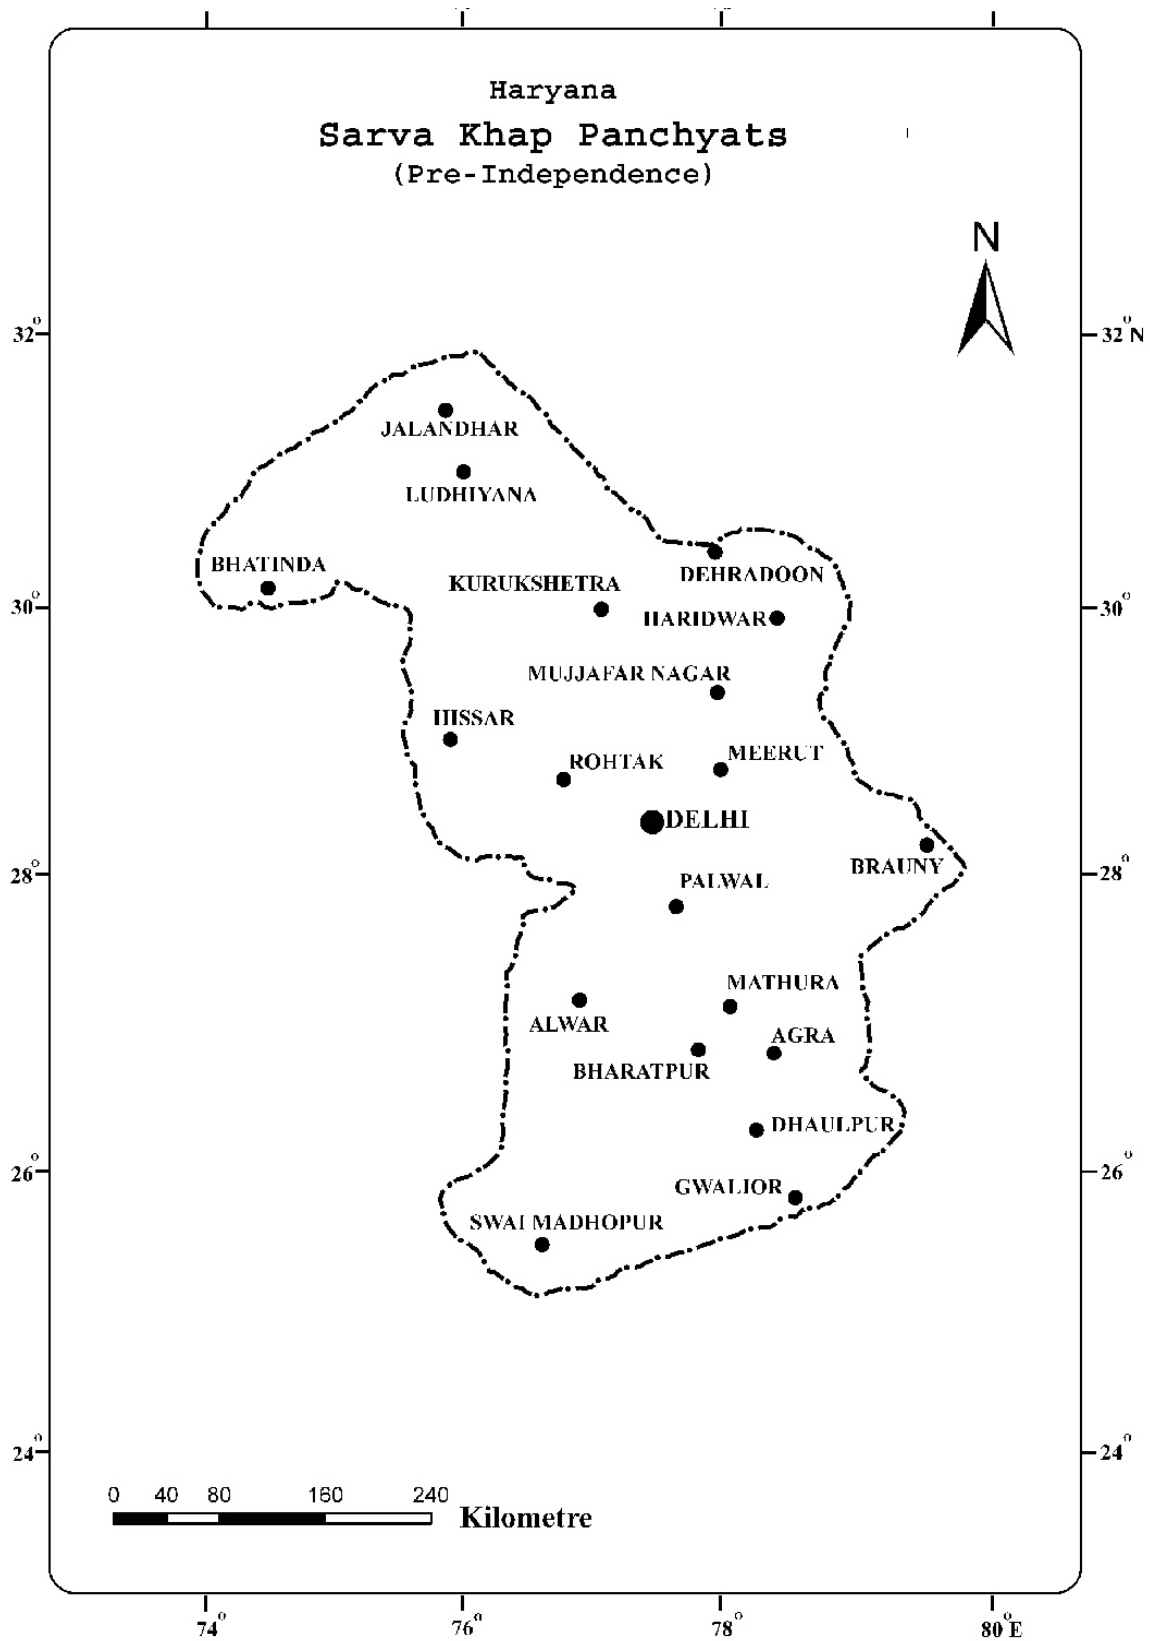 Haryana
Sarva Khap Panchyats
(Pre-Independence)
N
32° 32° N
JALANDHAR
LUDHIYANA
BHATINDA
DEHRADOON
KURUKSHETRA
30° 30°
HARIDWAR
MUJJAFAR NAGAR
HISSAR
MEERUT
ROHTAK
DELHI
BRAUNY
28° 28°
PALWAL
MATHURA
ALWAR
AGRA
BHARATPUR
DHAULPUR
26° 26°
GWALIOR
SWAI MADHOPUR
24° 24°
0 40 80 160 240
Kilometre
74° 76° 78° 80° E